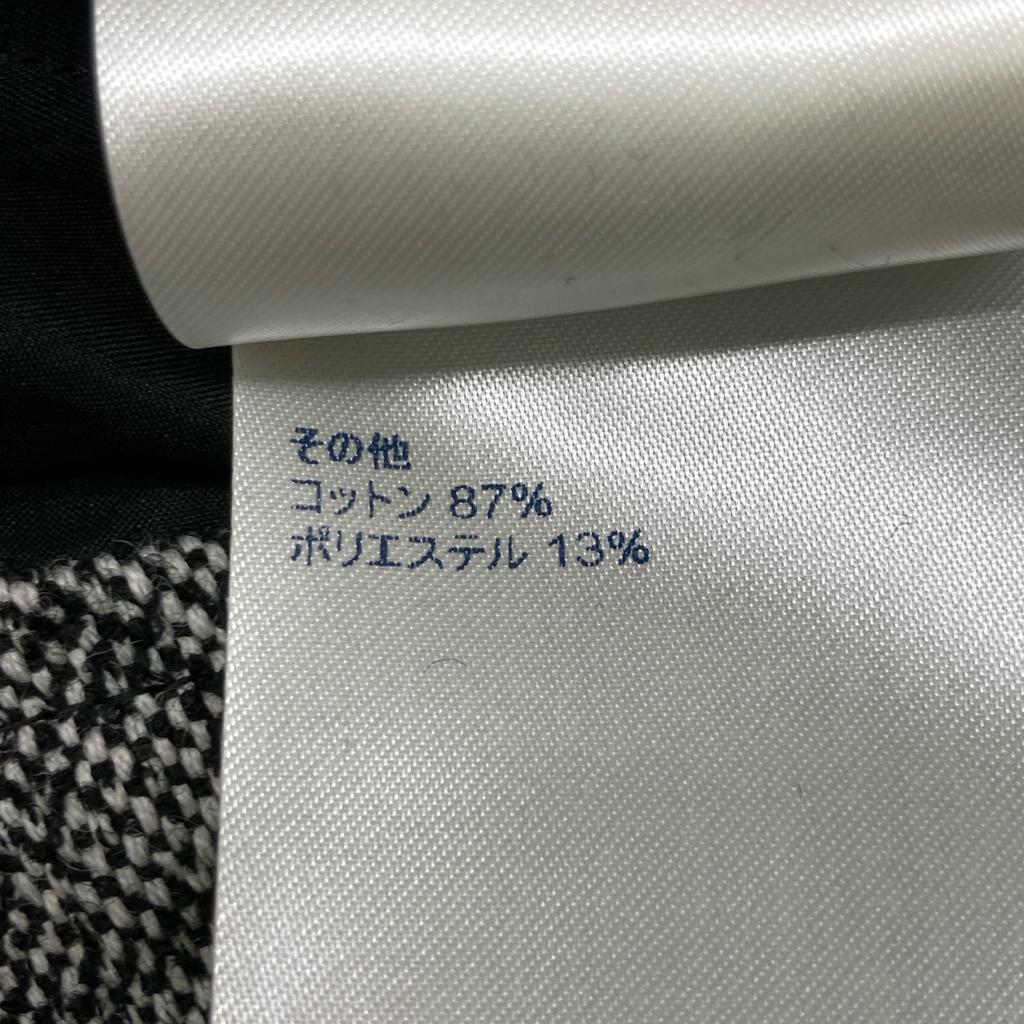 その他
コットン 87%
ポリエステル 13%